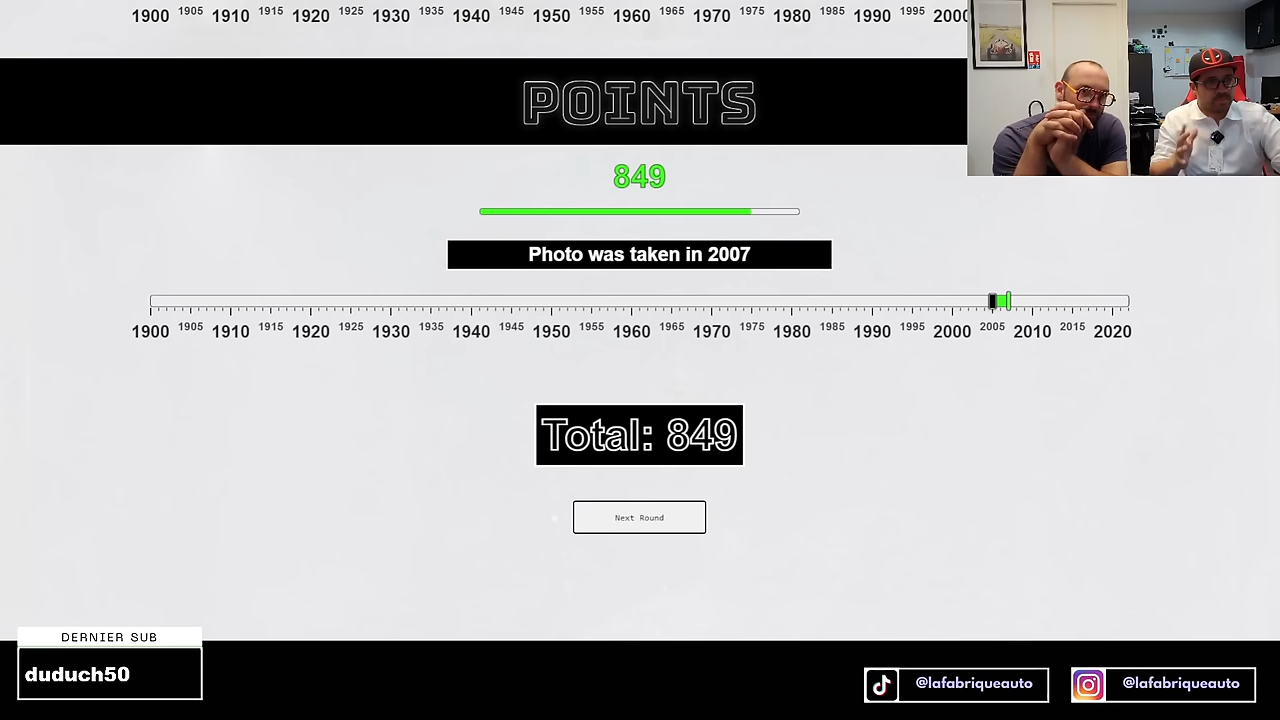 1900 1905 1910 1915 1920 1925 1930 1935 1940 1945 1950 1955 1960 1965 1970 1975 1980 1985 1990 1995 2000
POINTS
849
Photo was taken in 2007
1900 1905 1910 1915 1920 1925 1930 1935 1940 1945 1950 1955 1960 1965 1970 1975 1980 1985 1990 1995 2000 2005 2010 2015 2020
Total: 849
Next Round
DERNIER SUB
duduch50
@lafabriqueauto @lafabriqueauto